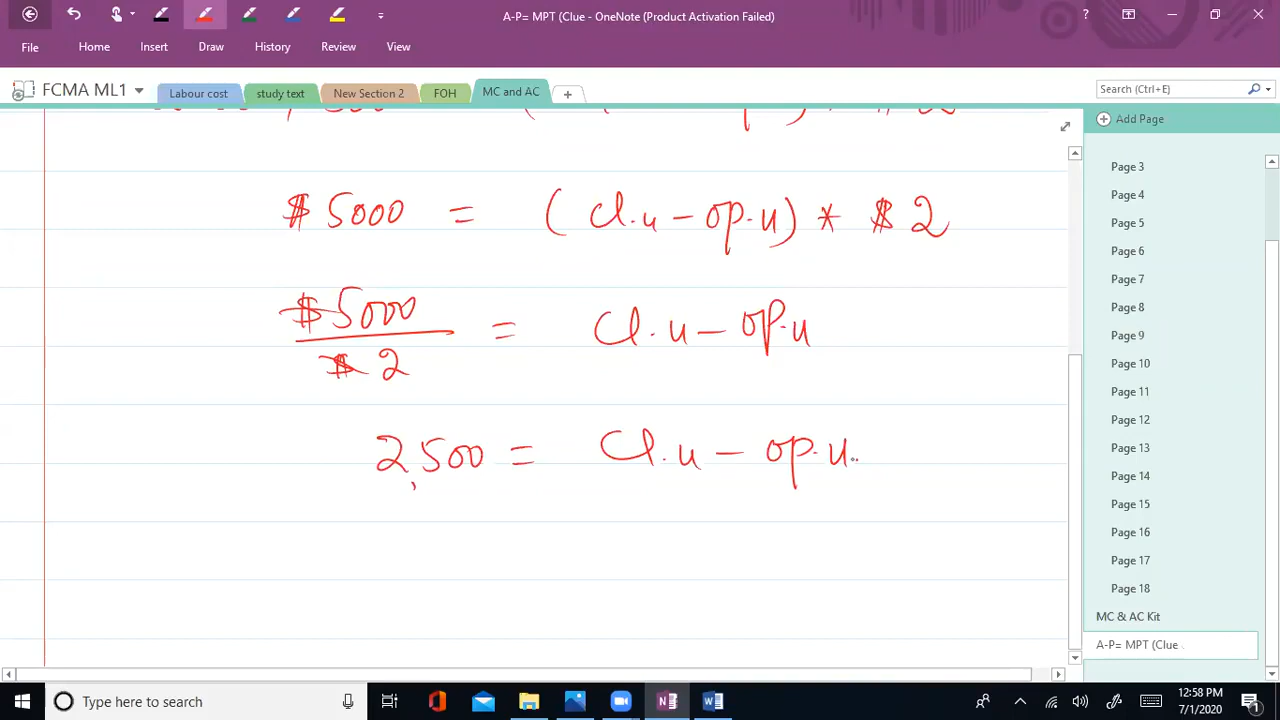 A-P= MPT (Clue - OneNote (Product Activation Failed)
?
File Home Insert Draw History Review View
FCMA ML1 Labour cost study text New Section 2 FOH MC and AC
Search (Ctrl+E)
Add Page
Page 3
Page 4
Page 5
Page 6
Page 7
Page 8
Page 9
Page 10
Page 11
Page 12
Page 13
Page 14
Page 15
Page 16
Page 17
Page 18
MC & AC Kit
A-P= MPT (Clue
$ 5000 = ( Cl.u - op.u) * $ 2
$ 5000 / $ 2 = Cl.u - op.u
2,500 = Cl.u - op.u
Type here to search
12:58 PM
7/1/2020